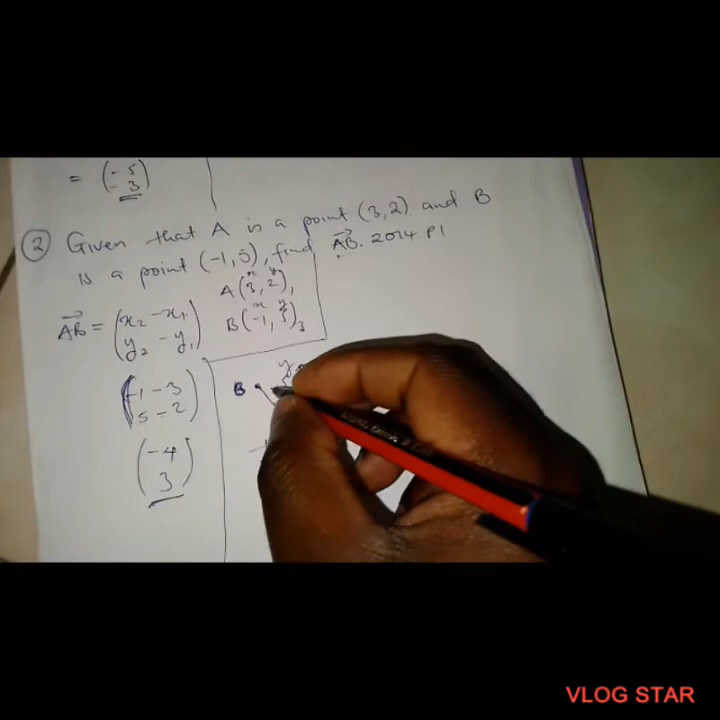 = (-5
-3)
② Given that A is a point (3,2) and B
is a point (-1,5), find AB. 2014 P1
x y
A(3, 2)1
x y
AB = (x2 - x1
y2 - y1)
B(-1, 5)
(-1 - 3
5 - 2)
B
y
(-4
3)
VLOG STAR